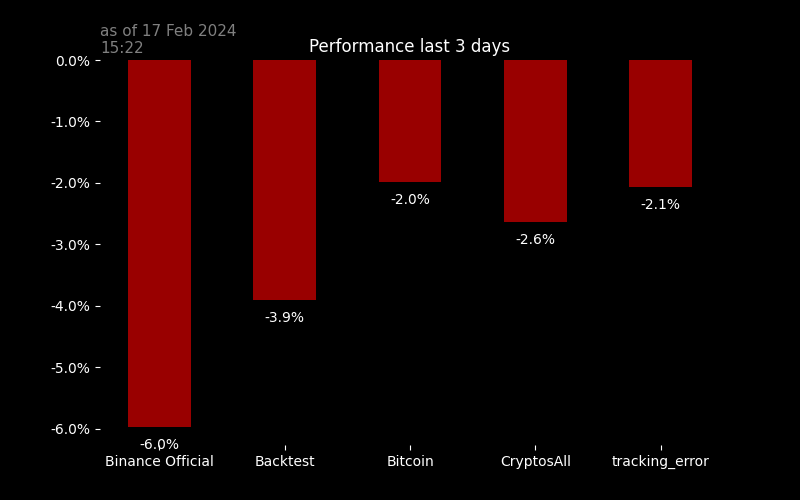 as of 17 Feb 2024
15:22
Performance last 3 days
0.0%
-1.0%
-2.0%
-3.0%
-4.0%
-5.0%
-6.0%
-6.0%
-3.9%
-2.0%
-2.6%
-2.1%
Binance Official
Backtest
Bitcoin
CryptosAll
tracking_error